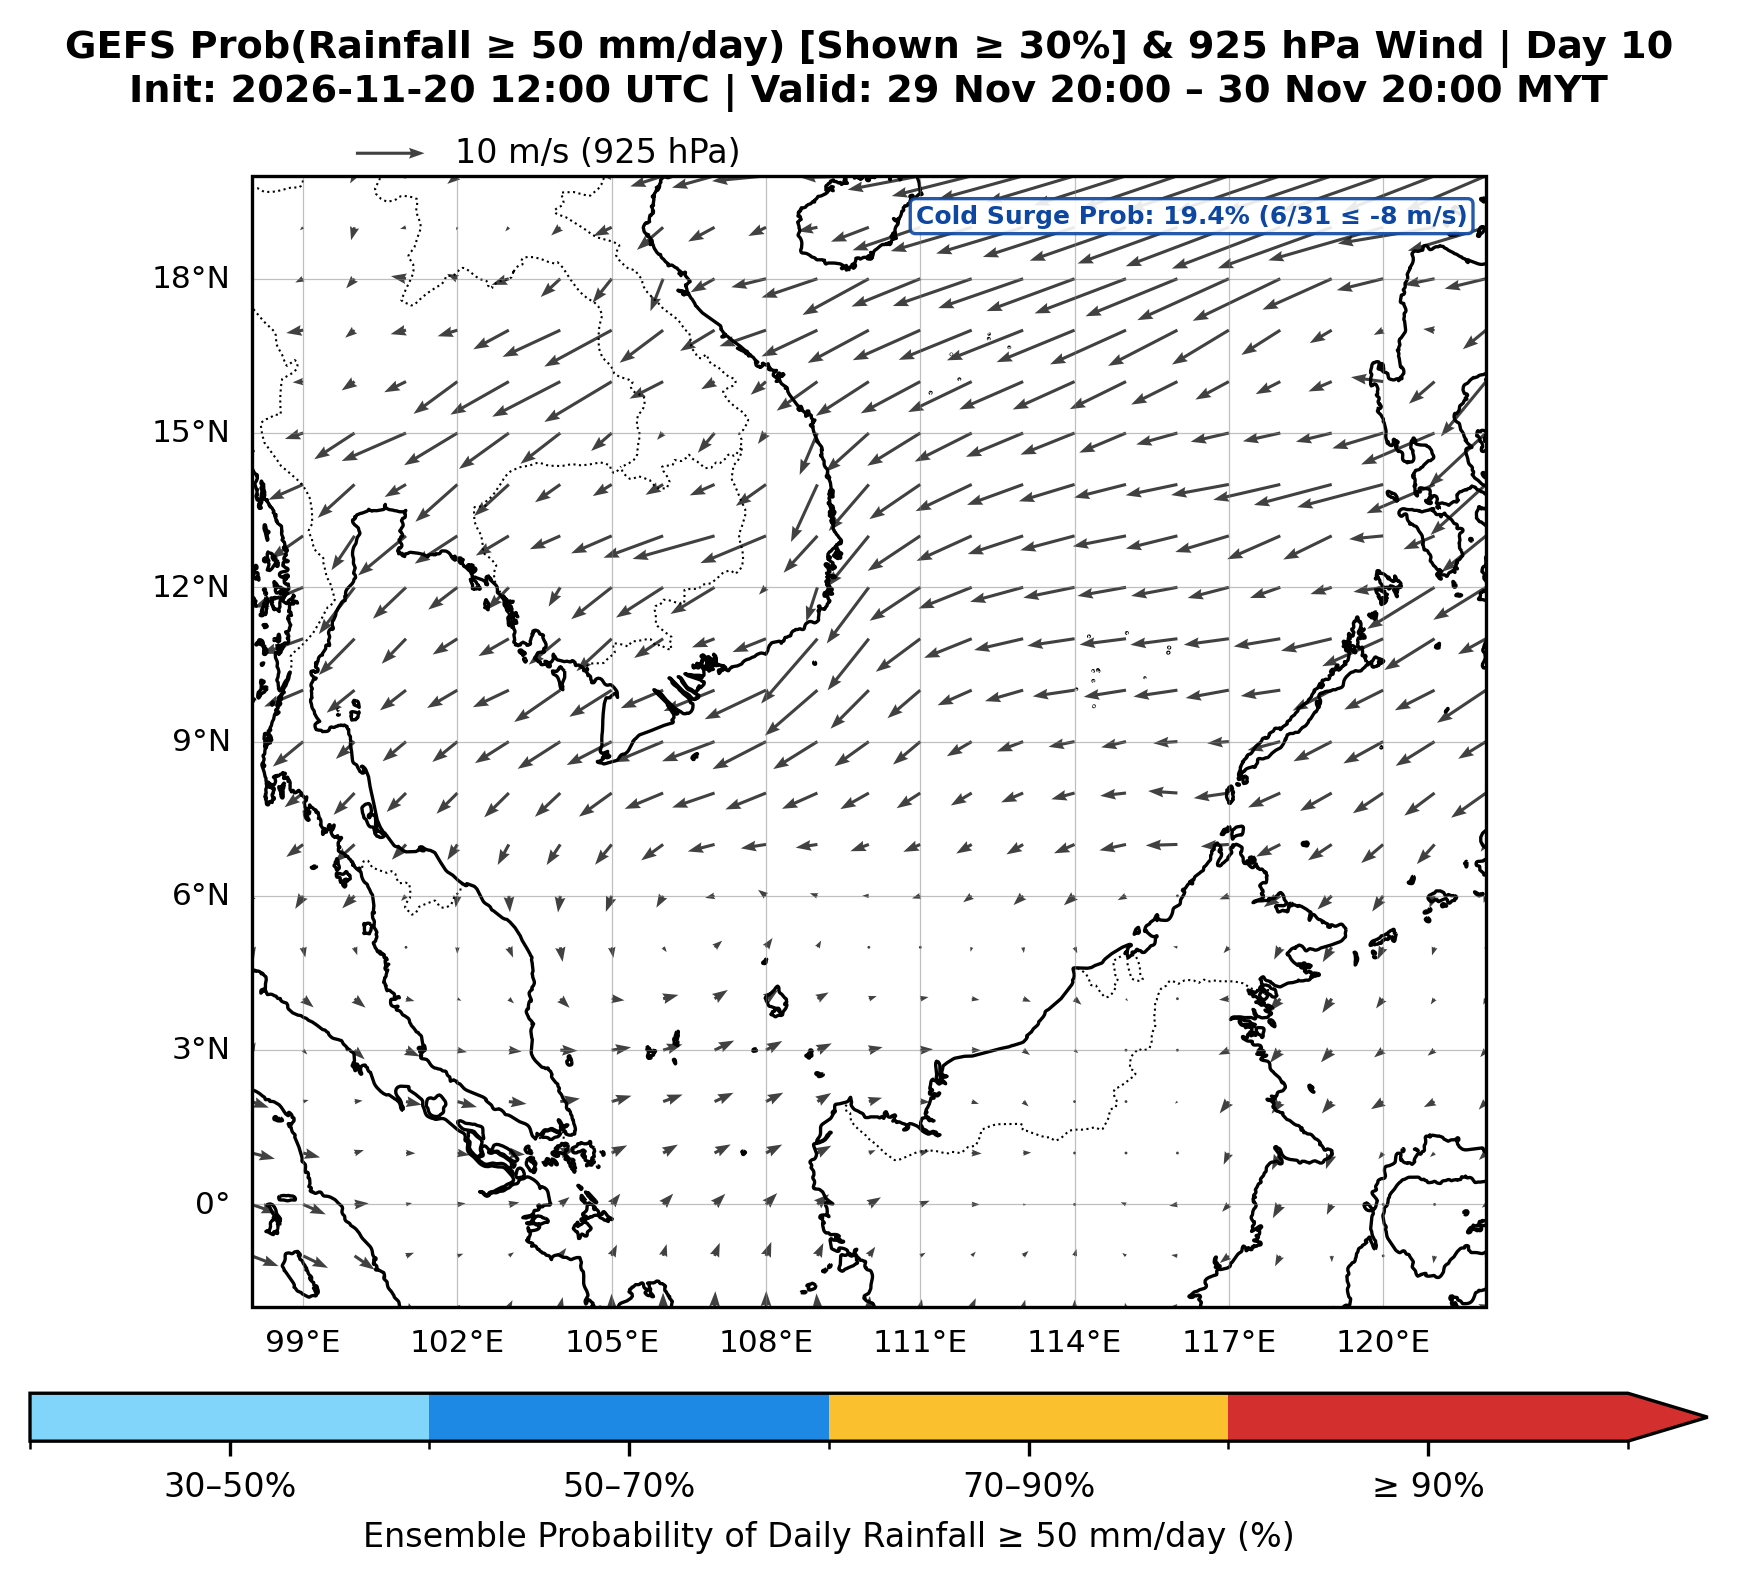 GEFS Prob(Rainfall ≥ 50 mm/day) [Shown ≥ 30%] & 925 hPa Wind | Day 10
Init: 2026-11-20 12:00 UTC | Valid: 29 Nov 20:00 – 30 Nov 20:00 MYT
10 m/s (925 hPa)
Cold Surge Prob: 19.4% (6/31 ≤ -8 m/s)
18°N
15°N
12°N
9°N
6°N
3°N
0°
99°E 102°E 105°E 108°E 111°E 114°E 117°E 120°E
30–50% 50–70% 70–90% ≥ 90%
Ensemble Probability of Daily Rainfall ≥ 50 mm/day (%)